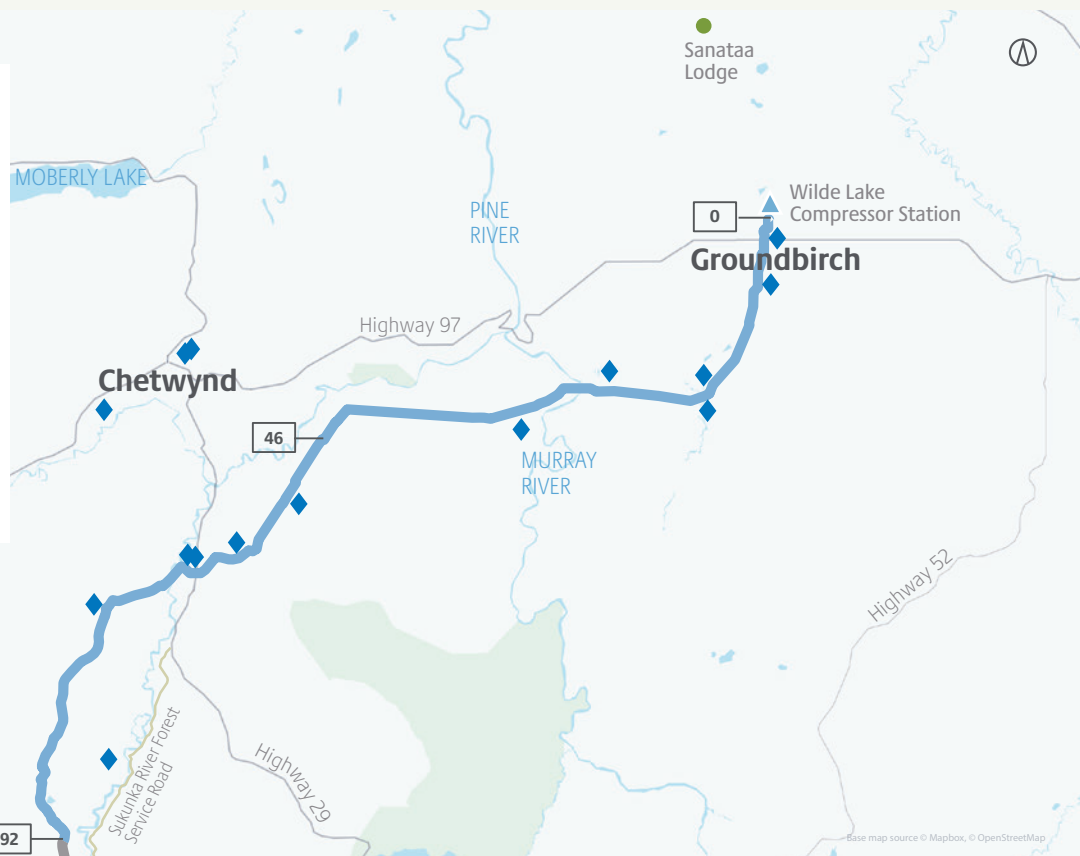 Sanataa
Lodge
MOBERLY LAKE
Wilde Lake
Compressor Station
0
PINE
RIVER
Groundbirch
Highway 97
Chetwynd
46
MURRAY
RIVER
Highway 52
Sukunka River Forest
Service Road
Highway 29
92
Base map source © Mapbox, © OpenStreetMap